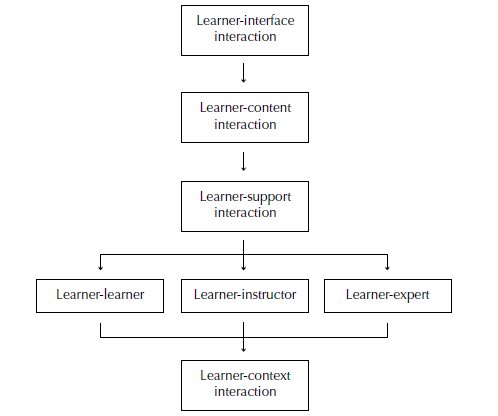 Learner-interface
interaction
Learner-content
interaction
Learner-support
interaction
Learner-learner
Learner-instructor
Learner-expert
Learner-context
interaction